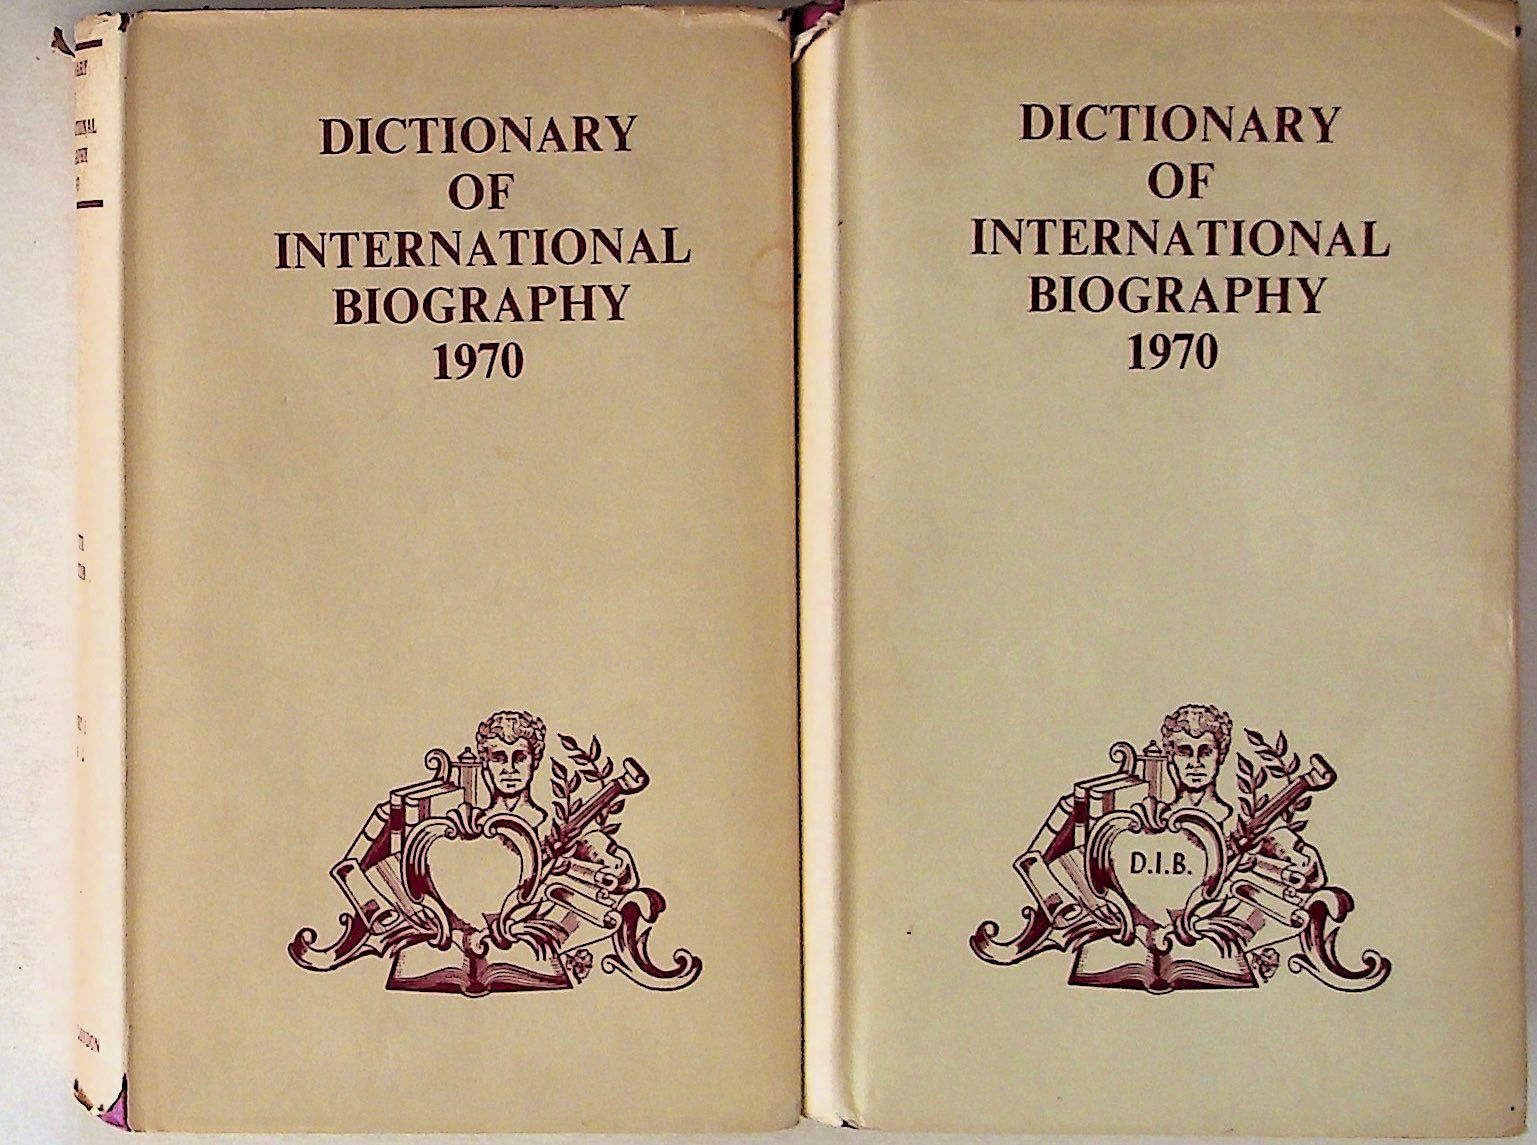 DICTIONARY
OF
INTERNATIONAL
BIOGRAPHY
1970
DICTIONARY
OF
INTERNATIONAL
BIOGRAPHY
1970
D.I.B.